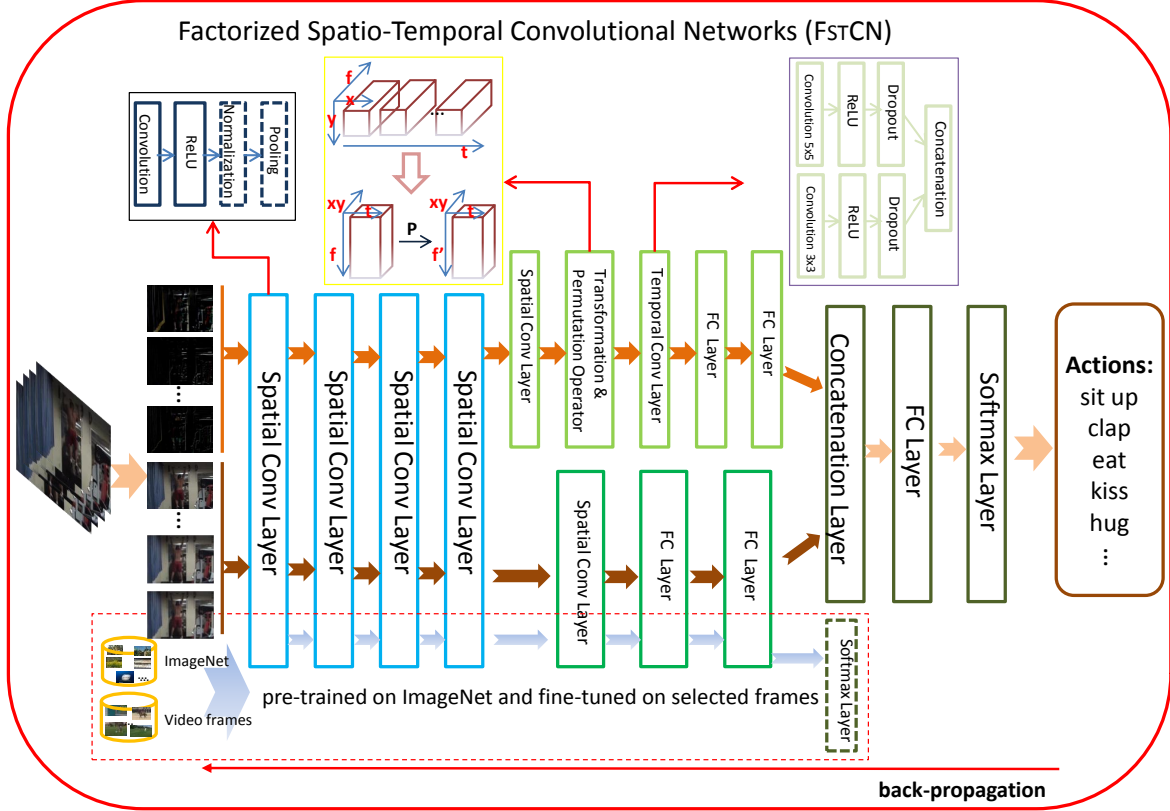 Factorized Spatio-Temporal Convolutional Networks (FSTCN)
Convolution
ReLU
Normalization
Pooling
f
x
y
...
t
xy
t
f
P
xy
t
f'
Convolution 5x5
ReLU
Dropout
Convolution 3x3
ReLU
Dropout
Concatenation
Spatial Conv Layer
Spatial Conv Layer
Spatial Conv Layer
Spatial Conv Layer
Spatial Conv Layer
Transformation &
Permutation Operator
Temporal Conv Layer
FC Layer
FC Layer
Spatial Conv Layer
FC Layer
FC Layer
Concatenation Layer
FC Layer
Softmax Layer
Actions:
sit up
clap
eat
kiss
hug
...
ImageNet
Video frames
pre-trained on ImageNet and fine-tuned on selected frames
Softmax Layer
back-propagation